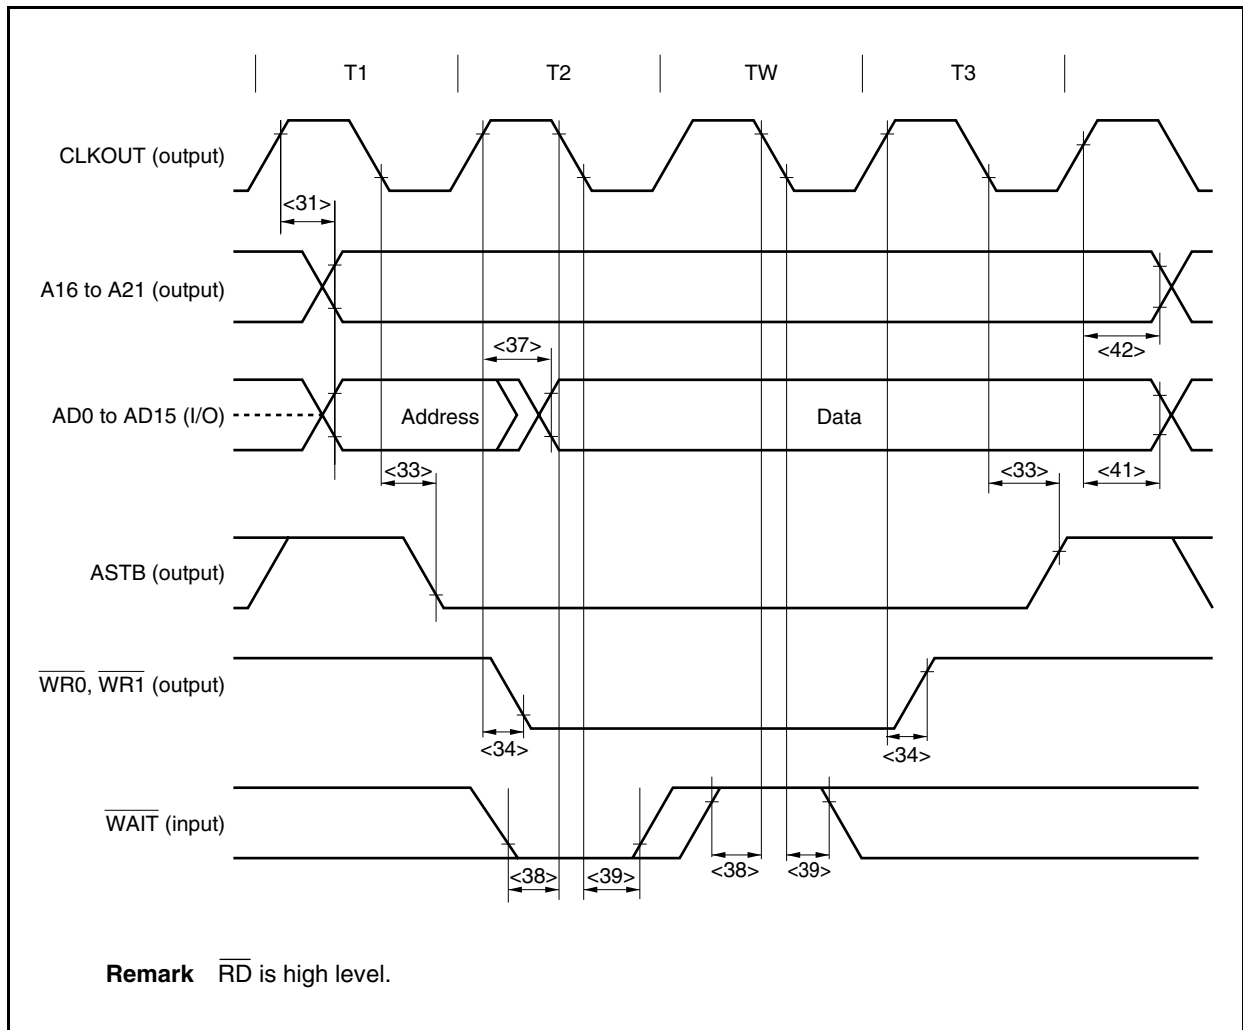 T1 T2 TW T3
CLKOUT (output)
<31>
A16 to A21 (output)
<37> <42>
AD0 to AD15 (I/O) Address Data
<33> <33> <41>
ASTB (output)
WR0, WR1 (output)
<34> <34>
WAIT (input)
<38> <39> <38> <39>
Remark RD is high level.